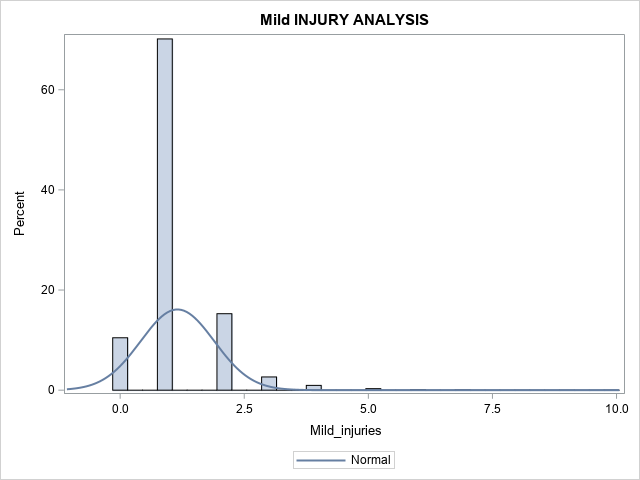 Mild INJURY ANALYSIS
60
40
20
0
Percent
0.0 2.5 5.0 7.5 10.0
Mild_injuries
Normal